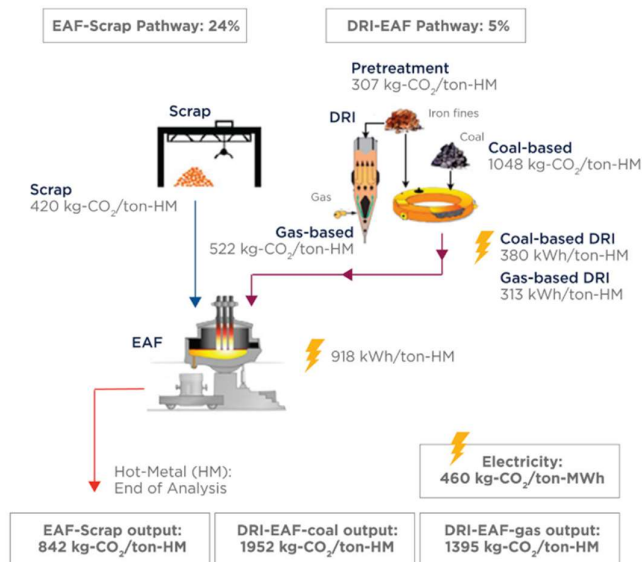 EAF-Scrap Pathway: 24%
DRI-EAF Pathway: 5%
Pretreatment
307 kg-CO₂/ton-HM
Scrap
DRI
Iron fines
Coal
Coal-based
1048 kg-CO₂/ton-HM
Scrap
420 kg-CO₂/ton-HM
Gas
Gas-based
522 kg-CO₂/ton-HM
Coal-based DRI
380 kWh/ton-HM
Gas-based DRI
313 kWh/ton-HM
EAF
918 kWh/ton-HM
Hot-Metal (HM):
End of Analysis
Electricity:
460 kg-CO₂/ton-MWh
EAF-Scrap output:
842 kg-CO₂/ton-HM
DRI-EAF-coal output:
1952 kg-CO₂/ton-HM
DRI-EAF-gas output:
1395 kg-CO₂/ton-HM